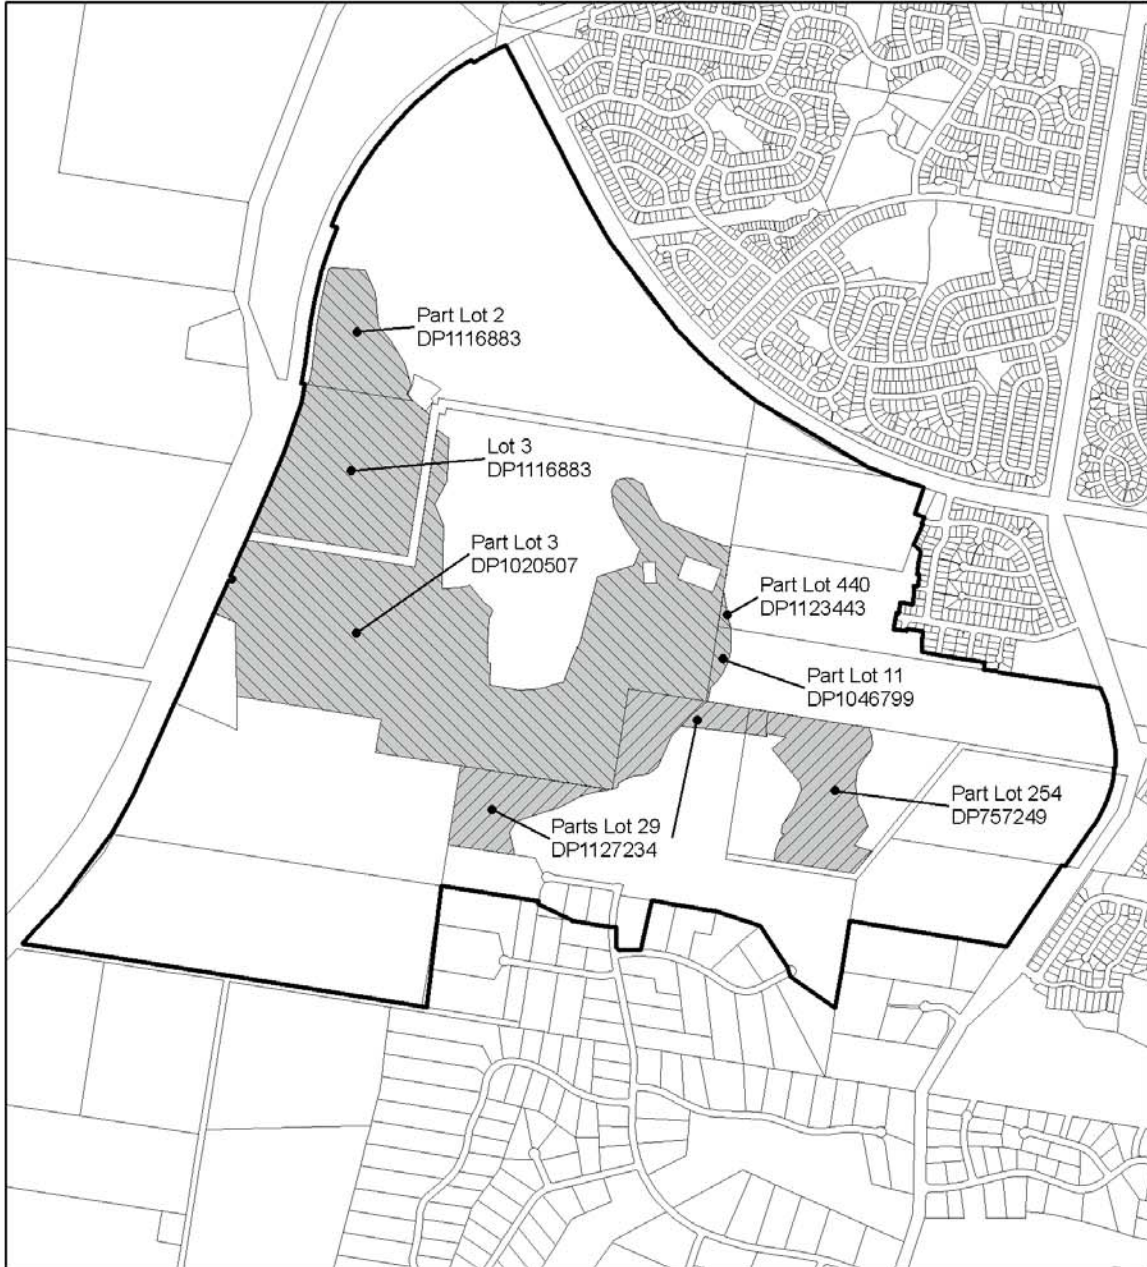 Part Lot 2
DP1116883
Lot 3
DP1116883
Part Lot 3
DP1020507
Part Lot 440
DP1123443
Part Lot 11
DP1046799
Part Lot 254
DP757249
Parts Lot 29
DP1127234